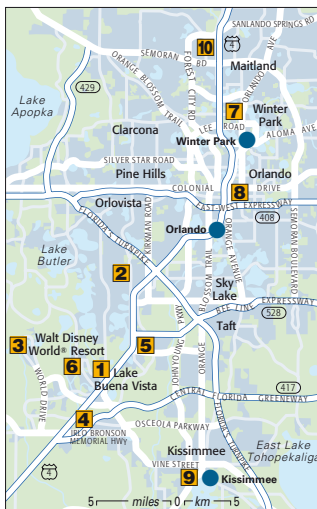 SANLANDO SPRINGS RD
10
4
SEMORAN BD
Maitland
ORANGE BLOSSOM TRAIL
FOREST CITY RD
ORLANDO AVE
429
Lake
Apopka
7
Winter
Park
LEE ROAD
ALOMA AVE
Clarcona
Winter Park
SILVER STAR ROAD
Pine Hills
COLONIAL DRIVE
8
Orlando
Orlovista
EAST-WEST EXPRESSWAY
408
FLORIDA'S TURNPIKE
KIRKMAN ROAD
Orlando
ORANGE AVENUE
SEMORAN BOULEVARD
Lake
Butler
2
ORANGE BLOSSOM TRAIL
Sky
Lake
BEE LINE EXPRESSWAY
528
JOHN YOUNG PKWY
Taft
3
Walt Disney
World® Resort
5
6
1
Lake
Buena Vista
WORLD DRIVE
417
CENTRAL FLORIDA GREENEWAY
4
IRLO BRONSON
MEMORIAL HWY
OSCEOLA PARKWAY
FLORIDA'S TURNPIKE
Kissimmee
East Lake
Tohopekaliga
VINE STREET
4
9
Kissimmee
5 miles 0 km 5